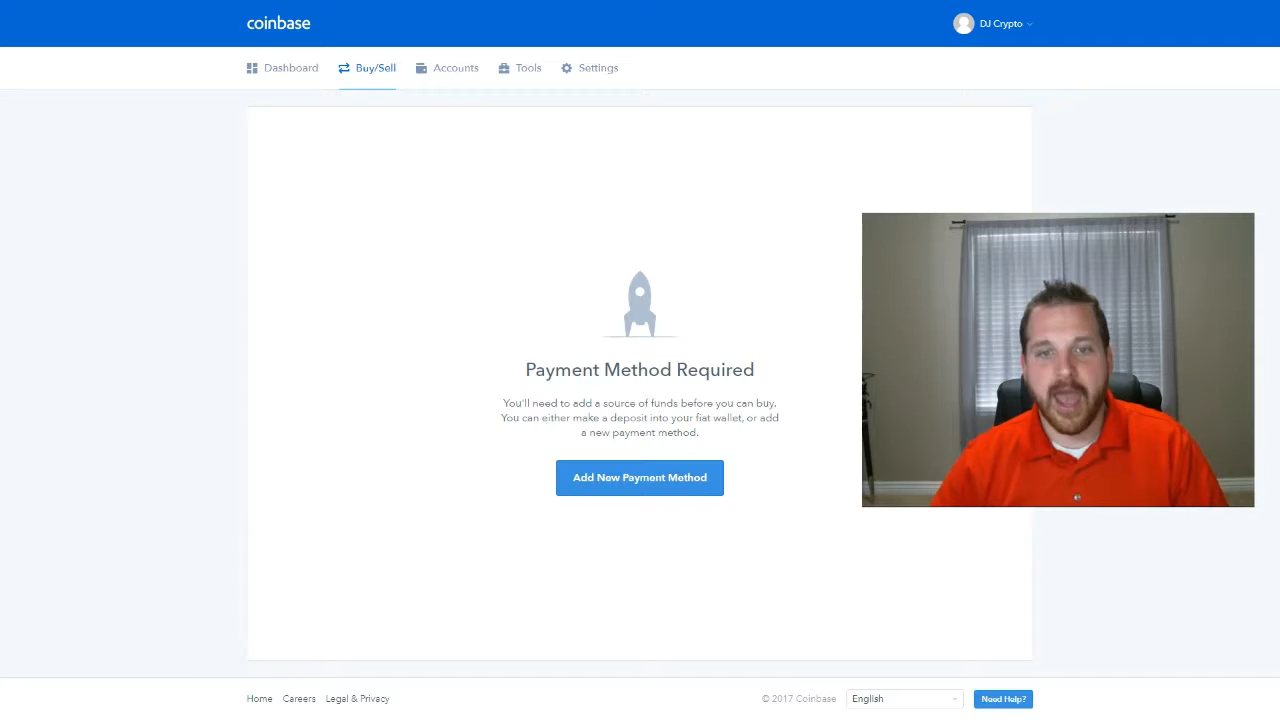 coinbase
DJ Crypto
Dashboard
Buy/Sell
Accounts
Tools
Settings
Payment Method Required
You'll need to add a source of funds before you can buy.
You can either make a deposit into your fiat wallet, or add
a new payment method.
Add New Payment Method
Home
Careers
Legal & Privacy
© 2017 Coinbase
English
Need Help?